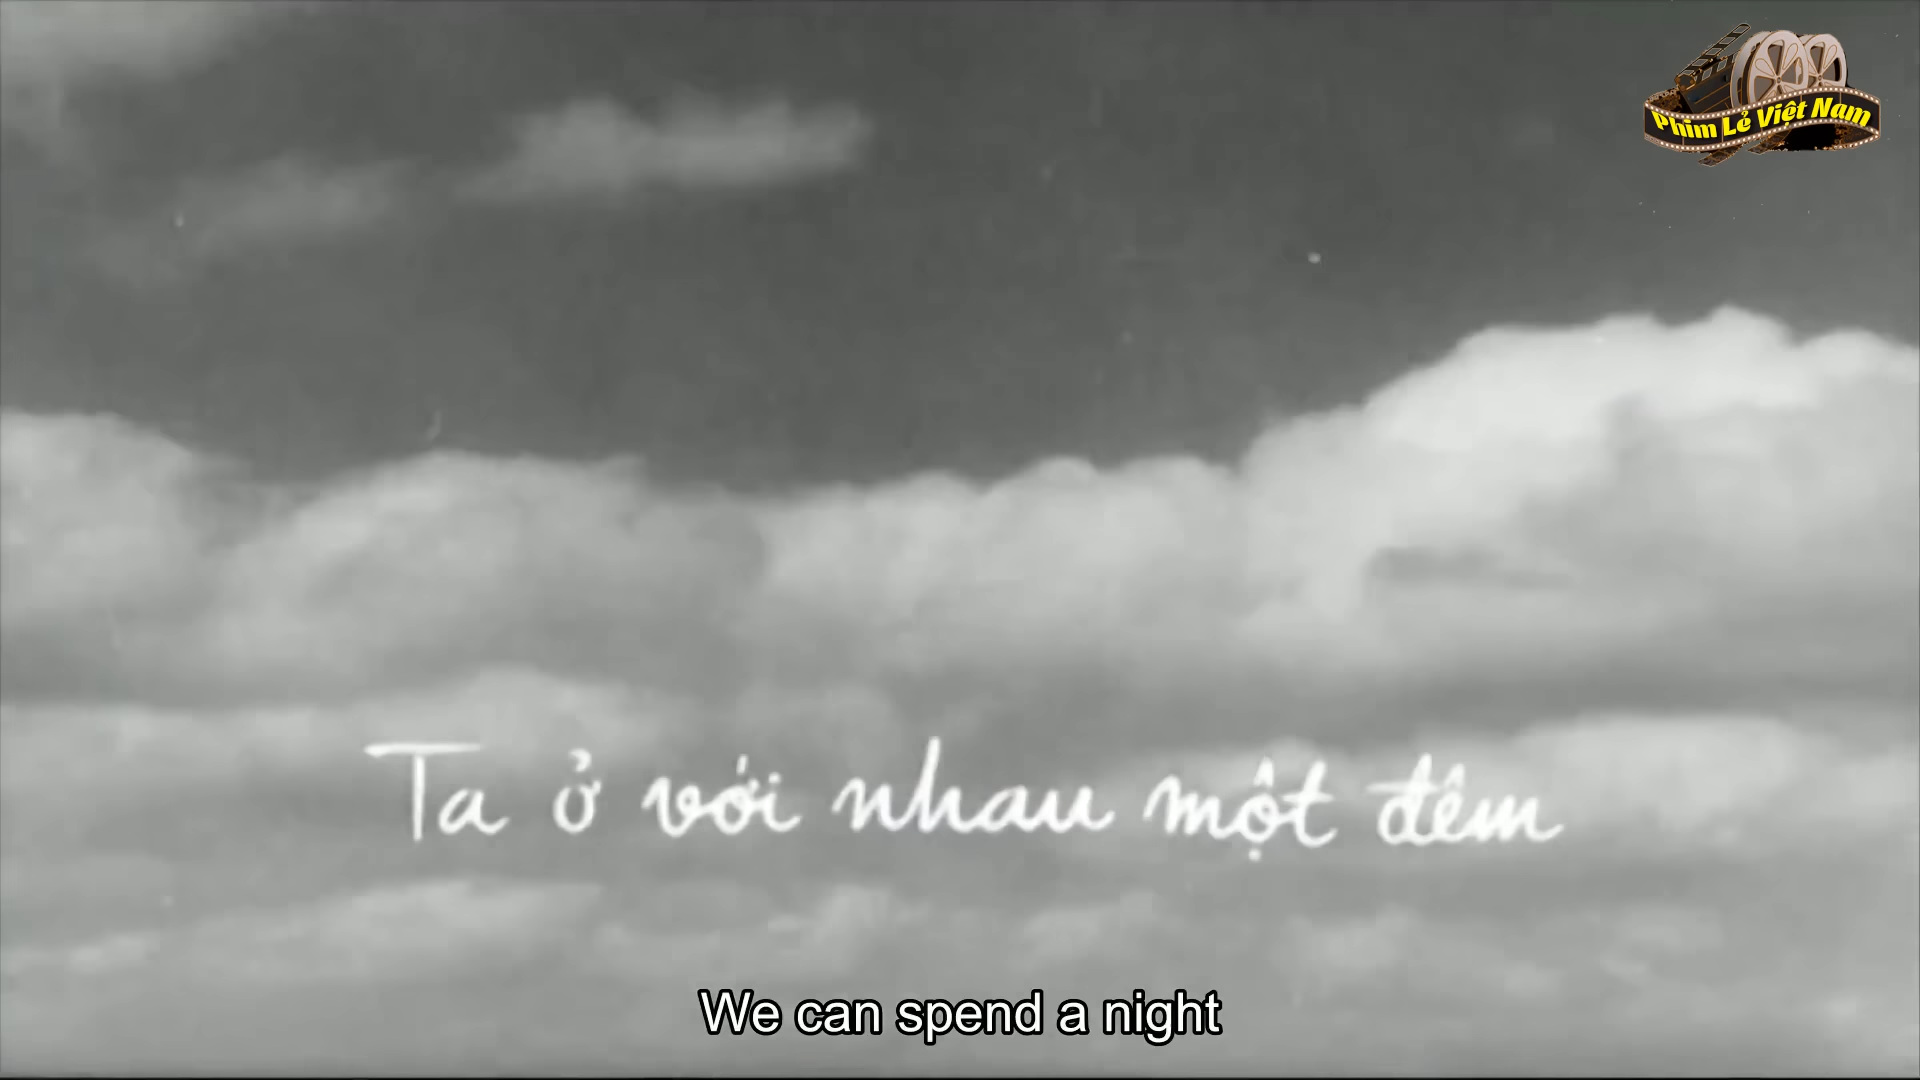 Phim Lẻ Việt Nam
Ta ở với nhau một đêm
We can spend a night